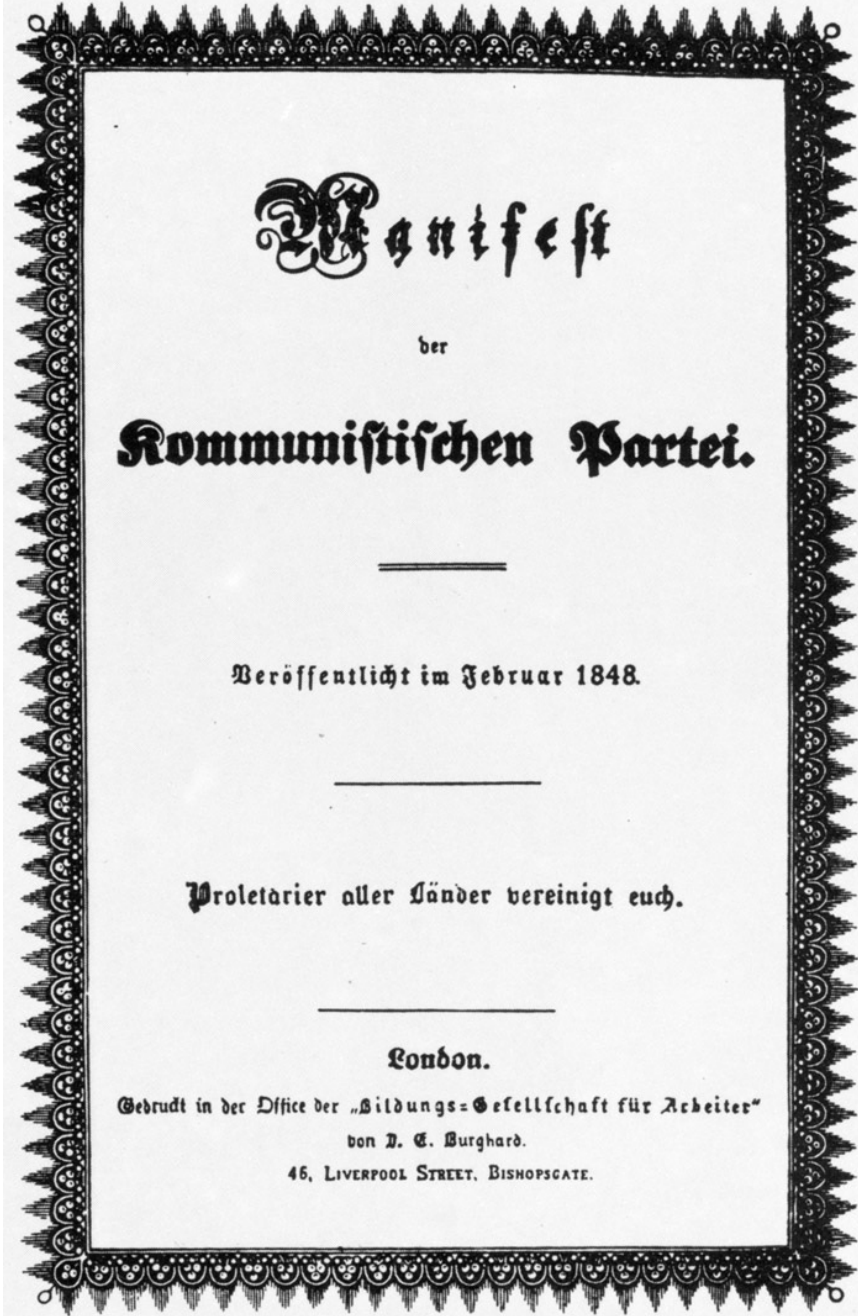 Manifest
der
Kommunistischen Partei.
Veröffentlicht im Februar 1848.
Proletarier aller Länder vereinigt euch.
London.
Gedruckt in der Office der „Bildungs=Gesellschaft für Arbeiter“
von J. E. Burghard.
46, LIVERPOOL STREET, BISHOPSGATE.